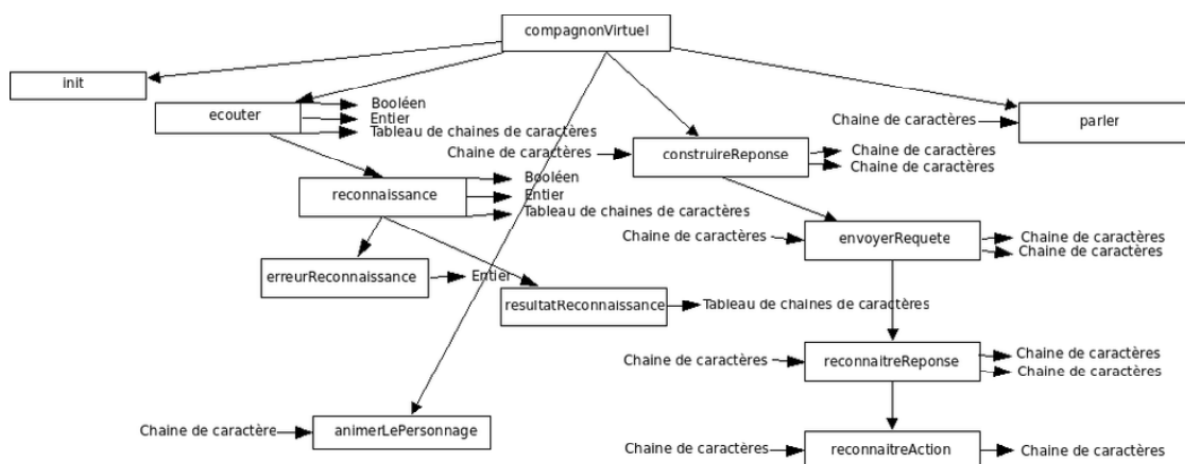 compagnonVirtuel
init
ecouter
Booléen
Entier
Tableau de chaines de caractères
Chaine de caractères
parler
Chaine de caractères
construireReponse
Chaine de caractères
Chaine de caractères
reconnaissance
Booléen
Entier
Tableau de chaines de caractères
Chaine de caractères
envoyerRequete
Chaine de caractères
Chaine de caractères
erreurReconnaissance
Entier
resultatReconnaissance
Tableau de chaines de caractères
Chaine de caractères
reconnaitreReponse
Chaine de caractères
Chaine de caractères
Chaine de caractère
animerLePersonnage
Chaine de caractères
reconnaitreAction
Chaine de caractères